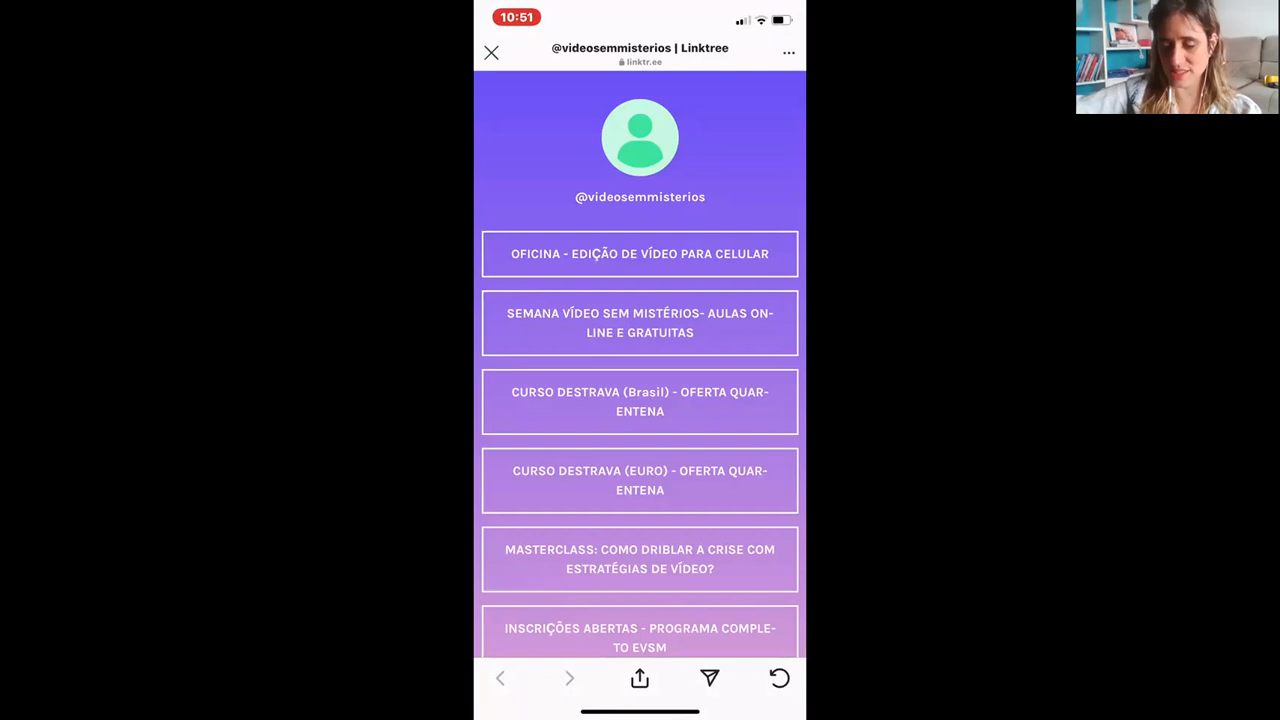 10:51
@videosemmisterios | Linktree
linktr.ee
@videosemmisterios
OFICINA - EDIÇÃO DE VÍDEO PARA CELULAR
SEMANA VÍDEO SEM MISTÉRIOS- AULAS ON-
LINE E GRATUITAS
CURSO DESTRAVA (Brasil) - OFERTA QUAR-
ENTENA
CURSO DESTRAVA (EURO) - OFERTA QUAR-
ENTENA
MASTERCLASS: COMO DRIBLAR A CRISE COM
ESTRATÉGIAS DE VÍDEO?
INSCRIÇÕES ABERTAS - PROGRAMA COMPLE-
TO EVSM